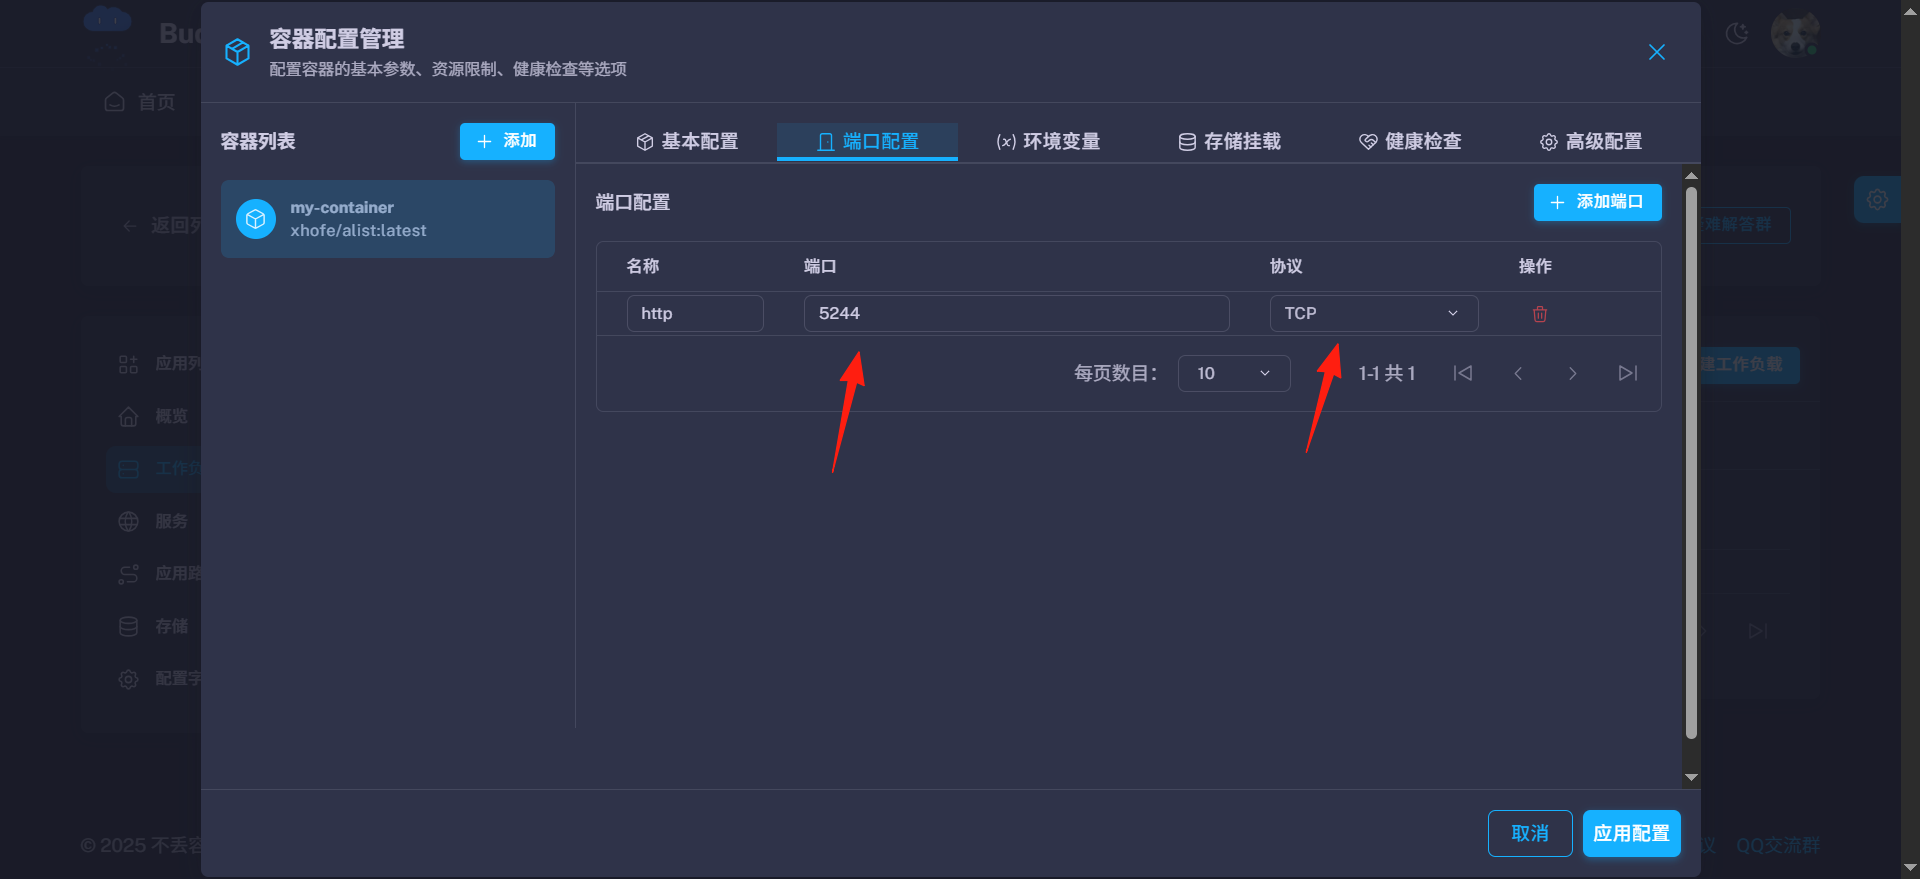 容器配置管理
配置容器的基本参数、资源限制、健康检查等选项
首页
容器列表
添加
my-container
xhofe/alist:latest
基本配置
端口配置
(x) 环境变量
存储挂载
健康检查
高级配置
端口配置
添加端口
名称 端口 协议 操作
http 5244 TCP
每页数目： 10 1-1 共 1
返回列
难解答群
应用列
建工作负载
概览
工作负
服务
应用路
存储
配置字
取消
应用配置
© 2025 不丢容
议 QQ交流群